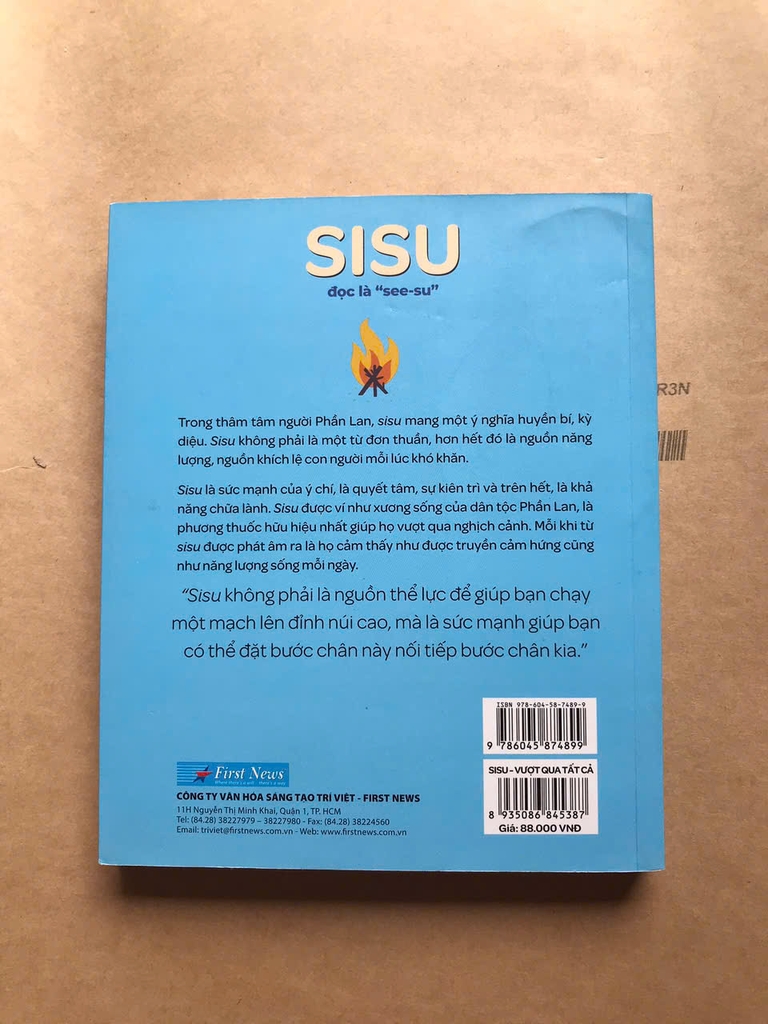 SISU
đọc là “see-su”
Trong thâm tâm người Phần Lan, sisu mang một ý nghĩa huyền bí, kỳ
diệu. Sisu không phải là một từ đơn thuần, hơn hết đó là nguồn năng
lượng, nguồn khích lệ con người mỗi lúc khó khăn.
Sisu là sức mạnh của ý chí, là quyết tâm, sự kiên trì và trên hết, là khả
năng chữa lành. Sisu được ví như xương sống của dân tộc Phần Lan, là
phương thuốc hữu hiệu nhất giúp họ vượt qua nghịch cảnh. Mỗi khi từ
sisu được phát âm ra là họ cảm thấy như được truyền cảm hứng cũng
như năng lượng sống mỗi ngày.
“Sisu không phải là nguồn thể lực để giúp bạn chạy
một mạch lên đỉnh núi cao, mà là sức mạnh giúp bạn
có thể đặt bước chân này nối tiếp bước chân kia.”
R3N
ISBN 978-604-58-7489-9
9 786045 874899
First News
CÔNG TY VĂN HÓA SÁNG TẠO TRÍ VIỆT - FIRST NEWS
11H Nguyễn Thị Minh Khai, Quận 1, TP. HCM
Tel: (84.28) 38227979 – 38227980 - Fax: (84.28) 38224560
Email: triviet@firstnews.com.vn - Web: www.firstnews.com.vn
SISU – VƯỢT QUA TẤT CẢ
8 935086 845387
Giá: 88.000 VNĐ